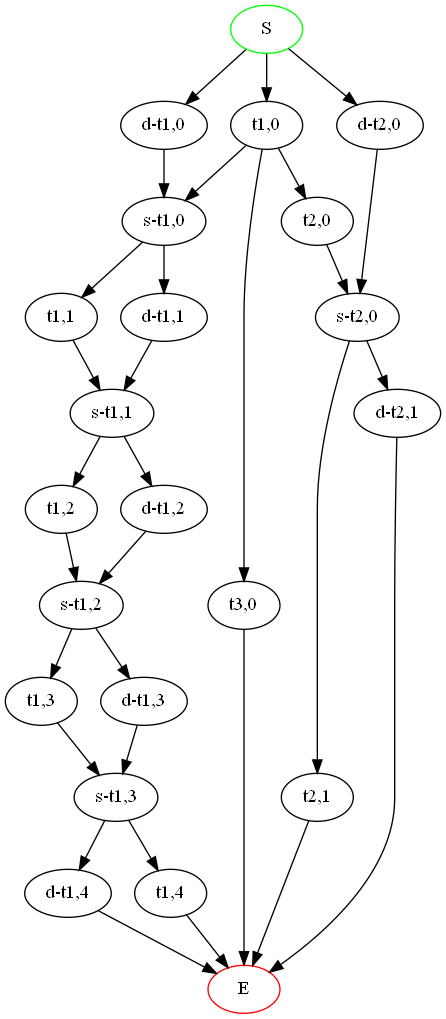 S
d-t1,0
t1,0
d-t2,0
s-t1,0
t2,0
t1,1
d-t1,1
s-t2,0
s-t1,1
d-t2,1
t1,2
d-t1,2
s-t1,2
t3,0
t1,3
d-t1,3
s-t1,3
t2,1
d-t1,4
t1,4
E